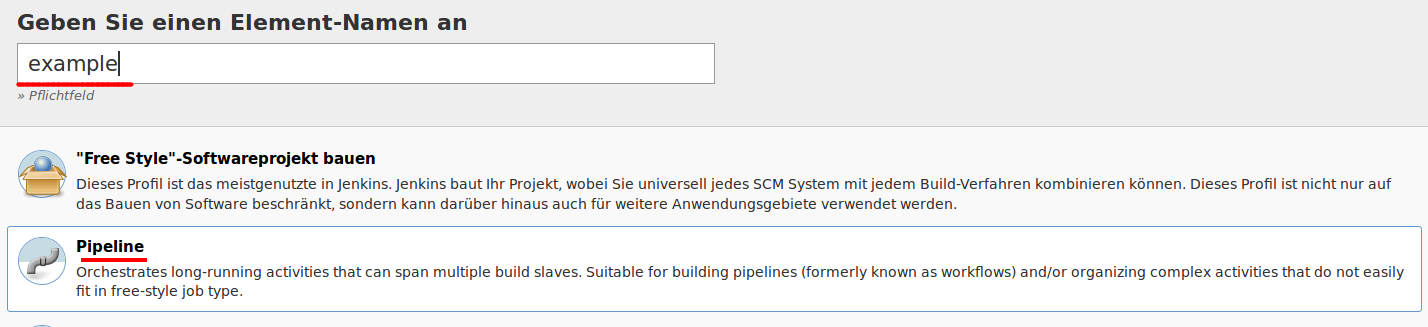 Geben Sie einen Element-Namen an
example
» Pflichtfeld
"Free Style"-Softwareprojekt bauen
Dieses Profil ist das meistgenutzte in Jenkins. Jenkins baut Ihr Projekt, wobei Sie universell jedes SCM System mit jedem Build-Verfahren kombinieren können. Dieses Profil ist nicht nur auf
das Bauen von Software beschränkt, sondern kann darüber hinaus auch für weitere Anwendungsgebiete verwendet werden.
Pipeline
Orchestrates long-running activities that can span multiple build slaves. Suitable for building pipelines (formerly known as workflows) and/or organizing complex activities that do not easily
fit in free-style job type.